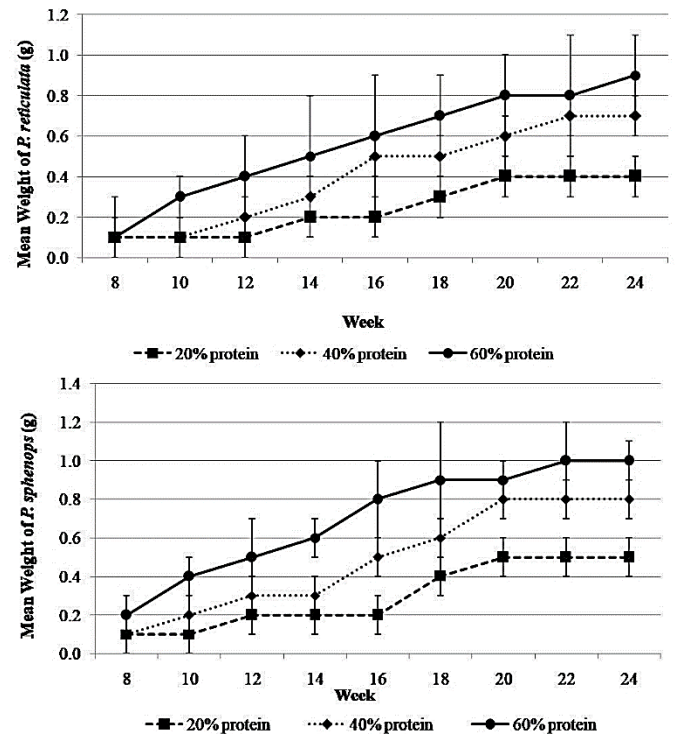 Mean Weight of P. reticulata (g)
1.2
1.0
0.8
0.6
0.4
0.2
0.0
8 10 12 14 16 18 20 22 24
Week
20% protein 40% protein 60% protein
Mean Weight of P. sphenops (g)
1.4
1.2
1.0
0.8
0.6
0.4
0.2
0.0
8 10 12 14 16 18 20 22 24
Week
20% protein 40% protein 60% protein